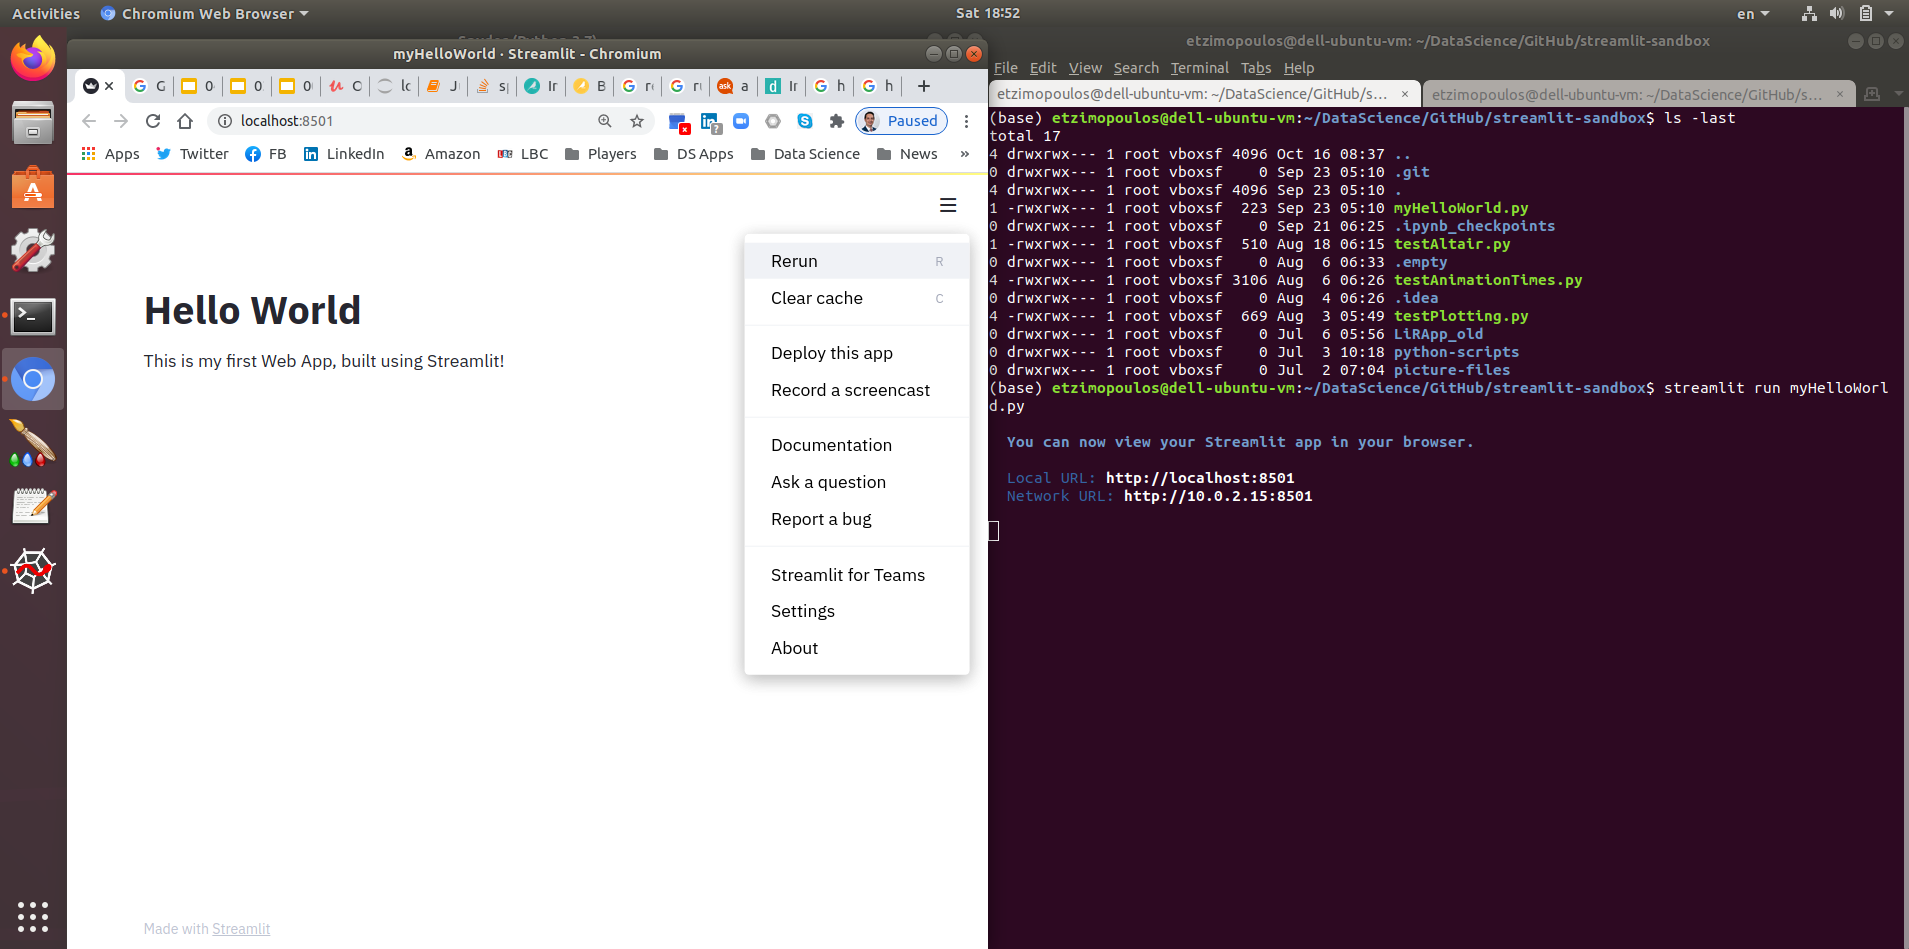 Activities Chromium Web Browser Sat 18:52 en
myHelloWorld · Streamlit - Chromium
G 0 0 0 O lo J s Ir B r r a Ir h h
localhost:8501 Paused
Apps Twitter FB LinkedIn Amazon LBC Players DS Apps Data Science News »
Hello World
This is my first Web App, built using Streamlit!
Rerun R
Clear cache C
Deploy this app
Record a screencast
Documentation
Ask a question
Report a bug
Streamlit for Teams
Settings
About
Made with Streamlit
etzimopoulos@dell-ubuntu-vm: ~/DataScience/GitHub/streamlit-sandbox
File Edit View Search Terminal Tabs Help
etzimopoulos@dell-ubuntu-vm: ~/DataScience/GitHub/s... × etzimopoulos@dell-ubuntu-vm: ~/DataScience/GitHub/s... ×
(base) etzimopoulos@dell-ubuntu-vm:~/DataScience/GitHub/streamlit-sandbox$ ls -last
total 17
4 drwxrwx--- 1 root vboxsf 4096 Oct 16 08:37 ..
0 drwxrwx--- 1 root vboxsf    0 Sep 23 05:10 .git
4 drwxrwx--- 1 root vboxsf 4096 Sep 23 05:10 .
1 -rwxrwx--- 1 root vboxsf  223 Sep 23 05:10 myHelloWorld.py
0 drwxrwx--- 1 root vboxsf    0 Sep 21 06:25 .ipynb_checkpoints
1 -rwxrwx--- 1 root vboxsf  510 Aug 18 06:15 testAltair.py
0 drwxrwx--- 1 root vboxsf    0 Aug  6 06:33 .empty
4 -rwxrwx--- 1 root vboxsf 3106 Aug  6 06:26 testAnimationTimes.py
0 drwxrwx--- 1 root vboxsf    0 Aug  4 06:26 .idea
4 -rwxrwx--- 1 root vboxsf  669 Aug  3 05:49 testPlotting.py
0 drwxrwx--- 1 root vboxsf    0 Jul  6 05:56 LiRApp_old
0 drwxrwx--- 1 root vboxsf    0 Jul  3 10:18 python-scripts
0 drwxrwx--- 1 root vboxsf    0 Jul  2 07:04 picture-files
(base) etzimopoulos@dell-ubuntu-vm:~/DataScience/GitHub/streamlit-sandbox$ streamlit run myHelloWorl
d.py
You can now view your Streamlit app in your browser.
Local URL: http://localhost:8501
Network URL: http://10.0.2.15:8501